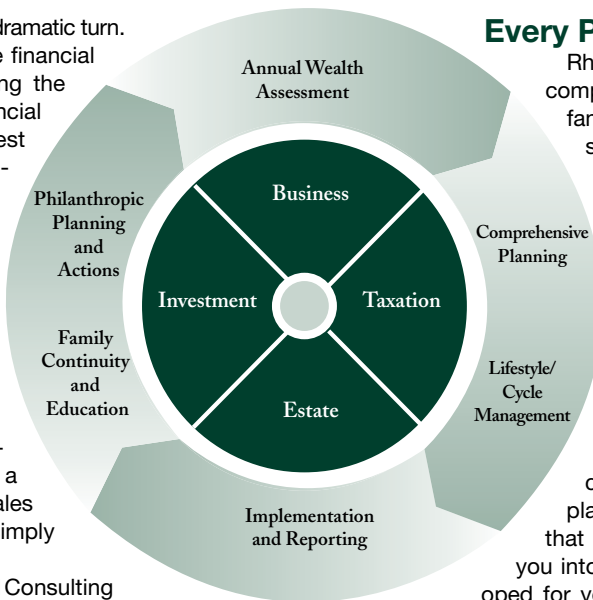 dramatic turn.
financial
ng the
ncial
est
-
a
ales
imply
Consulting
Annual Wealth
Assessment
Philanthropic
Planning
and
Actions
Family
Continuity
and
Education
Business
Investment
Taxation
Estate
Comprehensive
Planning
Lifestyle/
Cycle
Management
Implementation
and Reporting
Every P
Rh
comp
fan
s
c
pla
that
you into
oped for yo